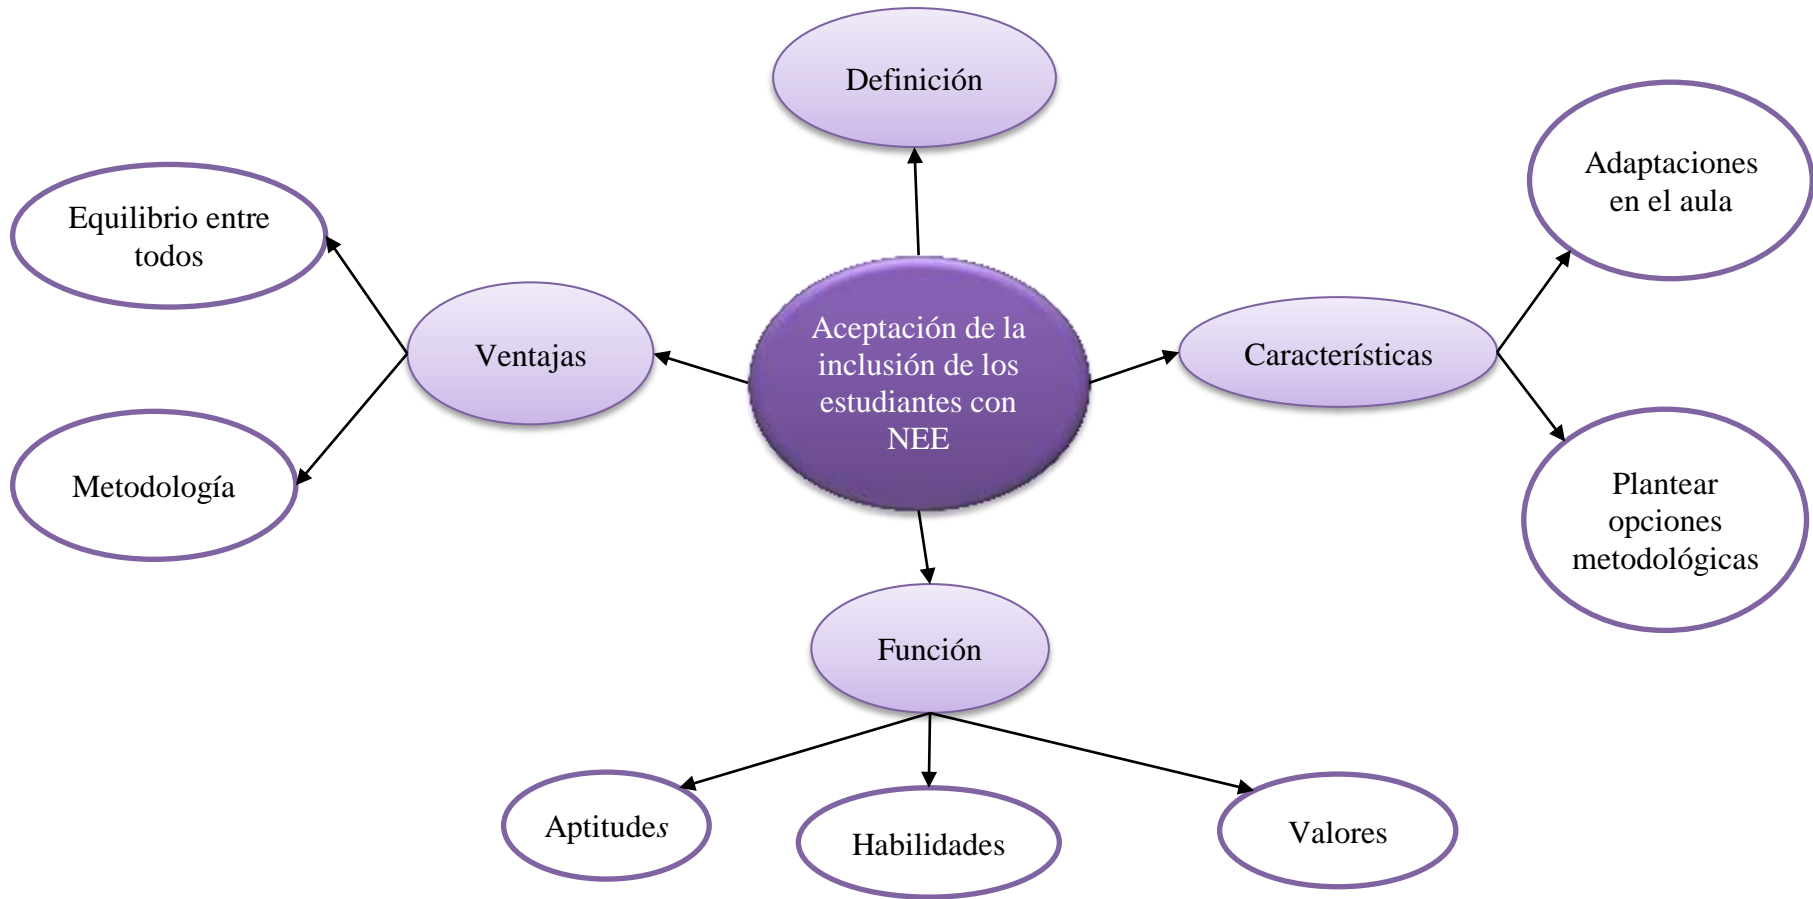 Definición
Adaptaciones
en el aula
Equilibrio entre
todos
Ventajas
Aceptación de la
inclusión de los
estudiantes con
NEE
Características
Metodología
Plantear
opciones
metodológicas
Función
Aptitudes
Habilidades
Valores